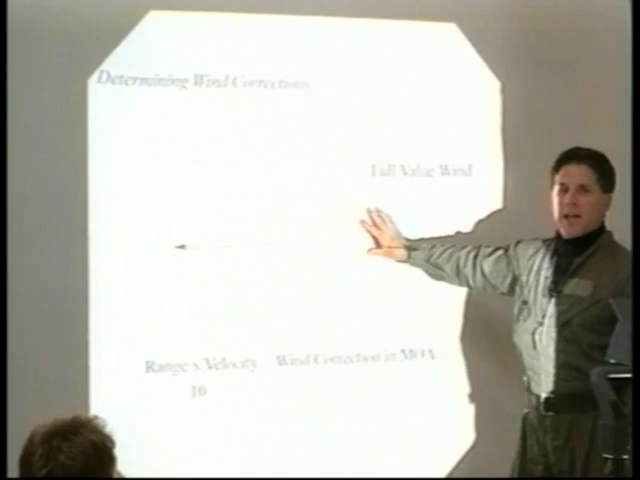 Determining Wind Corrections
Full Value Wind
Range x Velocity Wind Correction in MOA
10